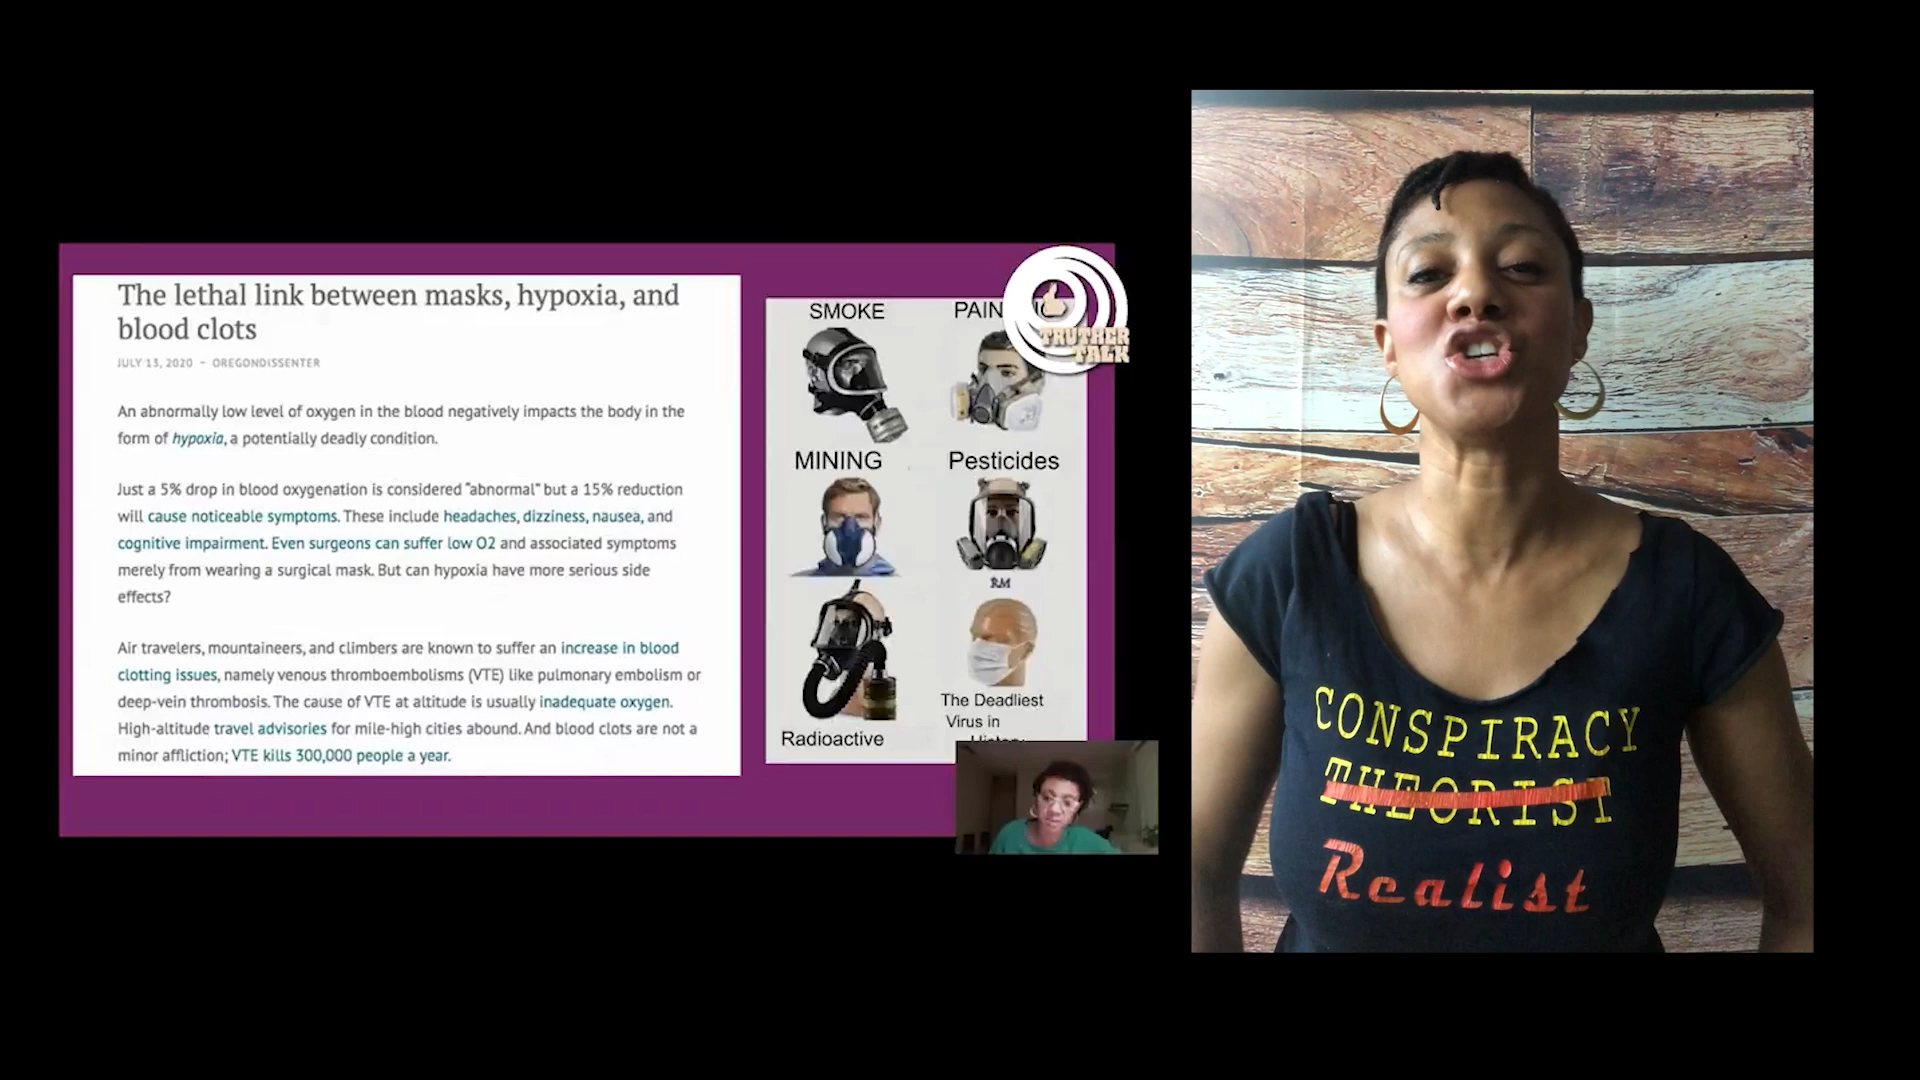 The lethal link between masks, hypoxia, and
blood clots
JULY 13, 2020 – OREGONDISSENTER
An abnormally low level of oxygen in the blood negatively impacts the body in the
form of hypoxia, a potentially deadly condition.
Just a 5% drop in blood oxygenation is considered "abnormal" but a 15% reduction
will cause noticeable symptoms. These include headaches, dizziness, nausea, and
cognitive impairment. Even surgeons can suffer low O2 and associated symptoms
merely from wearing a surgical mask. But can hypoxia have more serious side
effects?
Air travelers, mountaineers, and climbers are known to suffer an increase in blood
clotting issues, namely venous thromboembolisms (VTE) like pulmonary embolism or
deep-vein thrombosis. The cause of VTE at altitude is usually inadequate oxygen.
High-altitude travel advisories for mile-high cities abound. And blood clots are not a
minor affliction; VTE kills 300,000 people a year.
SMOKE
MINING
Pesticides
RM
Radioactive
The Deadliest
Virus in
History
TRUTHER
TALK
CONSPIRACY
THEORIST
Realist